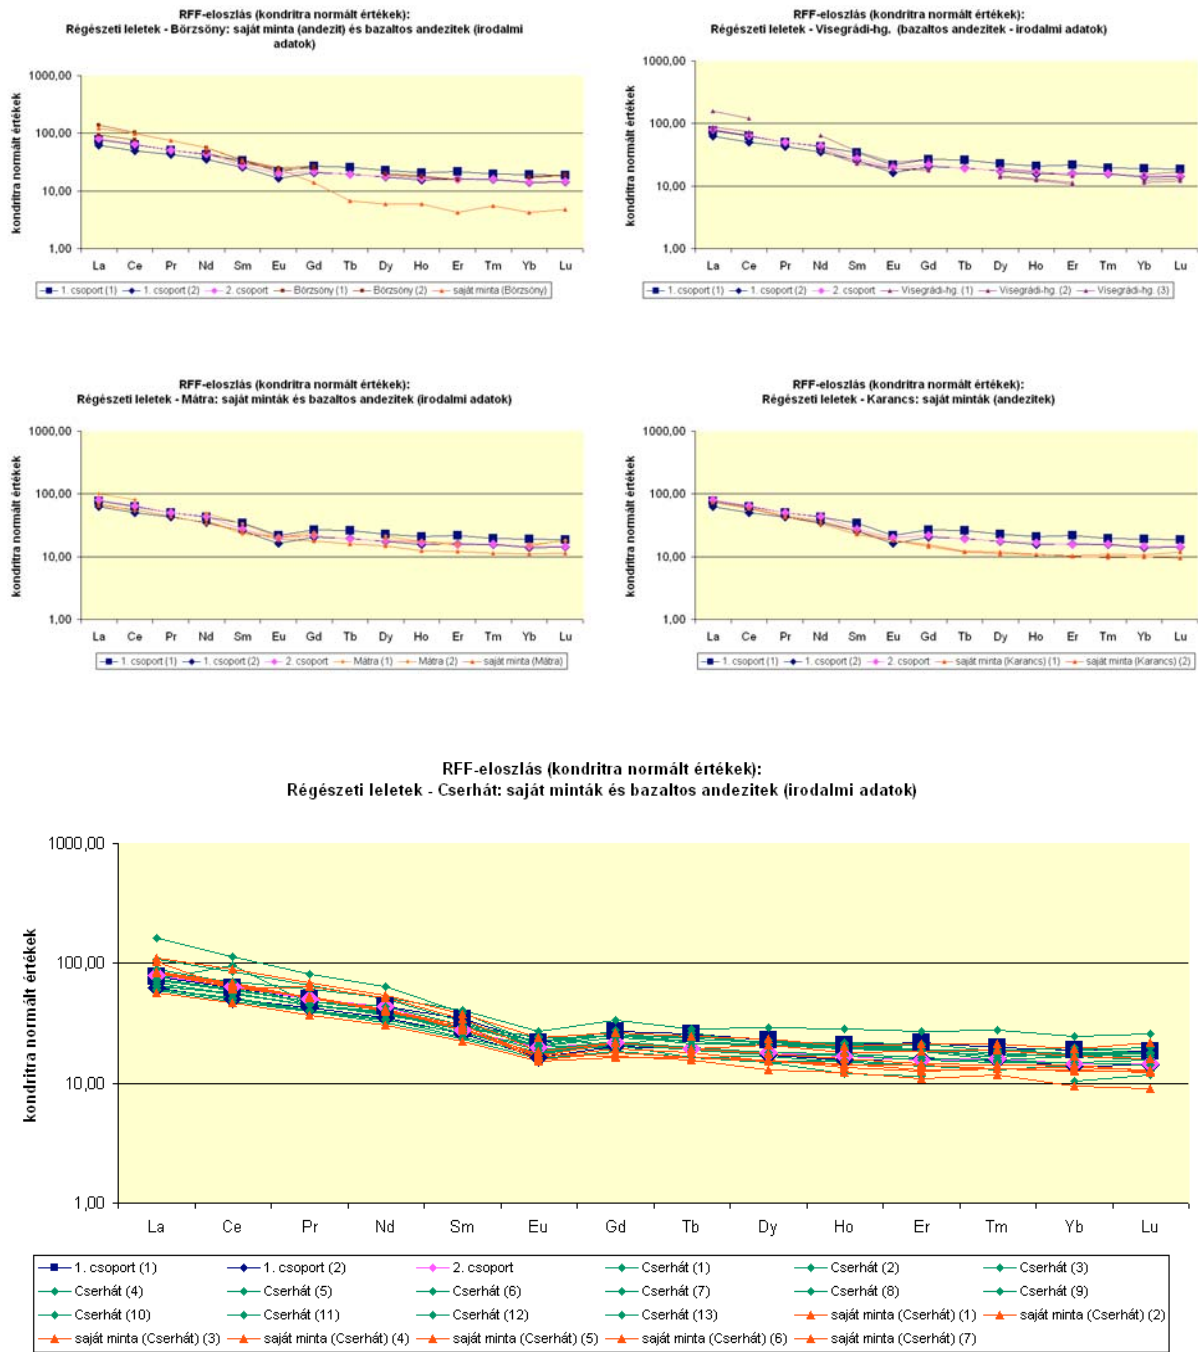 RFF-eloszlás (kondritra normált értékek):
Régészeti leletek - Börzsöny: saját minta (andezit) és bazaltos andezitek (irodalmi
adatok)
kondritra normált értékek
1000,00
100,00
10,00
1,00
La Ce Pr Nd Sm Eu Gd Tb Dy Ho Er Tm Yb Lu
1. csoport (1) 1. csoport (2) 2. csoport Börzsöny (1) Börzsöny (2) saját minta (Börzsöny)
RFF-eloszlás (kondritra normált értékek):
Régészeti leletek - Visegrádi-hg. (bazaltos andezitek - irodalmi adatok)
kondritra normált értékek
1000,00
100,00
10,00
1,00
La Ce Pr Nd Sm Eu Gd Tb Dy Ho Er Tm Yb Lu
1. csoport (1) 1. csoport (2) 2. csoport Visegrádi-hg. (1) Visegrádi-hg. (2) Visegrádi-hg. (3)
RFF-eloszlás (kondritra normált értékek):
Régészeti leletek - Mátra: saját minták és bazaltos andezitek (irodalmi adatok)
kondritra normált értékek
1000,00
100,00
10,00
1,00
La Ce Pr Nd Sm Eu Gd Tb Dy Ho Er Tm Yb Lu
1. csoport (1) 1. csoport (2) 2. csoport Mátra (1) Mátra (2) saját minta (Mátra)
RFF-eloszlás (kondritra normált értékek):
Régészeti leletek - Karancs: saját minták (andezitek)
kondritra normált értékek
1000,00
100,00
10,00
1,00
La Ce Pr Nd Sm Eu Gd Tb Dy Ho Er Tm Yb Lu
1. csoport (1) 1. csoport (2) 2. csoport saját minta (Karancs) (1) saját minta (Karancs) (2)
RFF-eloszlás (kondritra normált értékek):
Régészeti leletek - Cserhát: saját minták és bazaltos andezitek (irodalmi adatok)
kondritra normált értékek
1000,00
100,00
10,00
1,00
La Ce Pr Nd Sm Eu Gd Tb Dy Ho Er Tm Yb Lu
1. csoport (1) 1. csoport (2) 2. csoport Cserhát (1) Cserhát (2) Cserhát (3)
Cserhát (4) Cserhát (5) Cserhát (6) Cserhát (7) Cserhát (8) Cserhát (9)
Cserhát (10) Cserhát (11) Cserhát (12) Cserhát (13) saját minta (Cserhát) (1) saját minta (Cserhát) (2)
saját minta (Cserhát) (3) saját minta (Cserhát) (4) saját minta (Cserhát) (5) saját minta (Cserhát) (6) saját minta (Cserhát) (7)